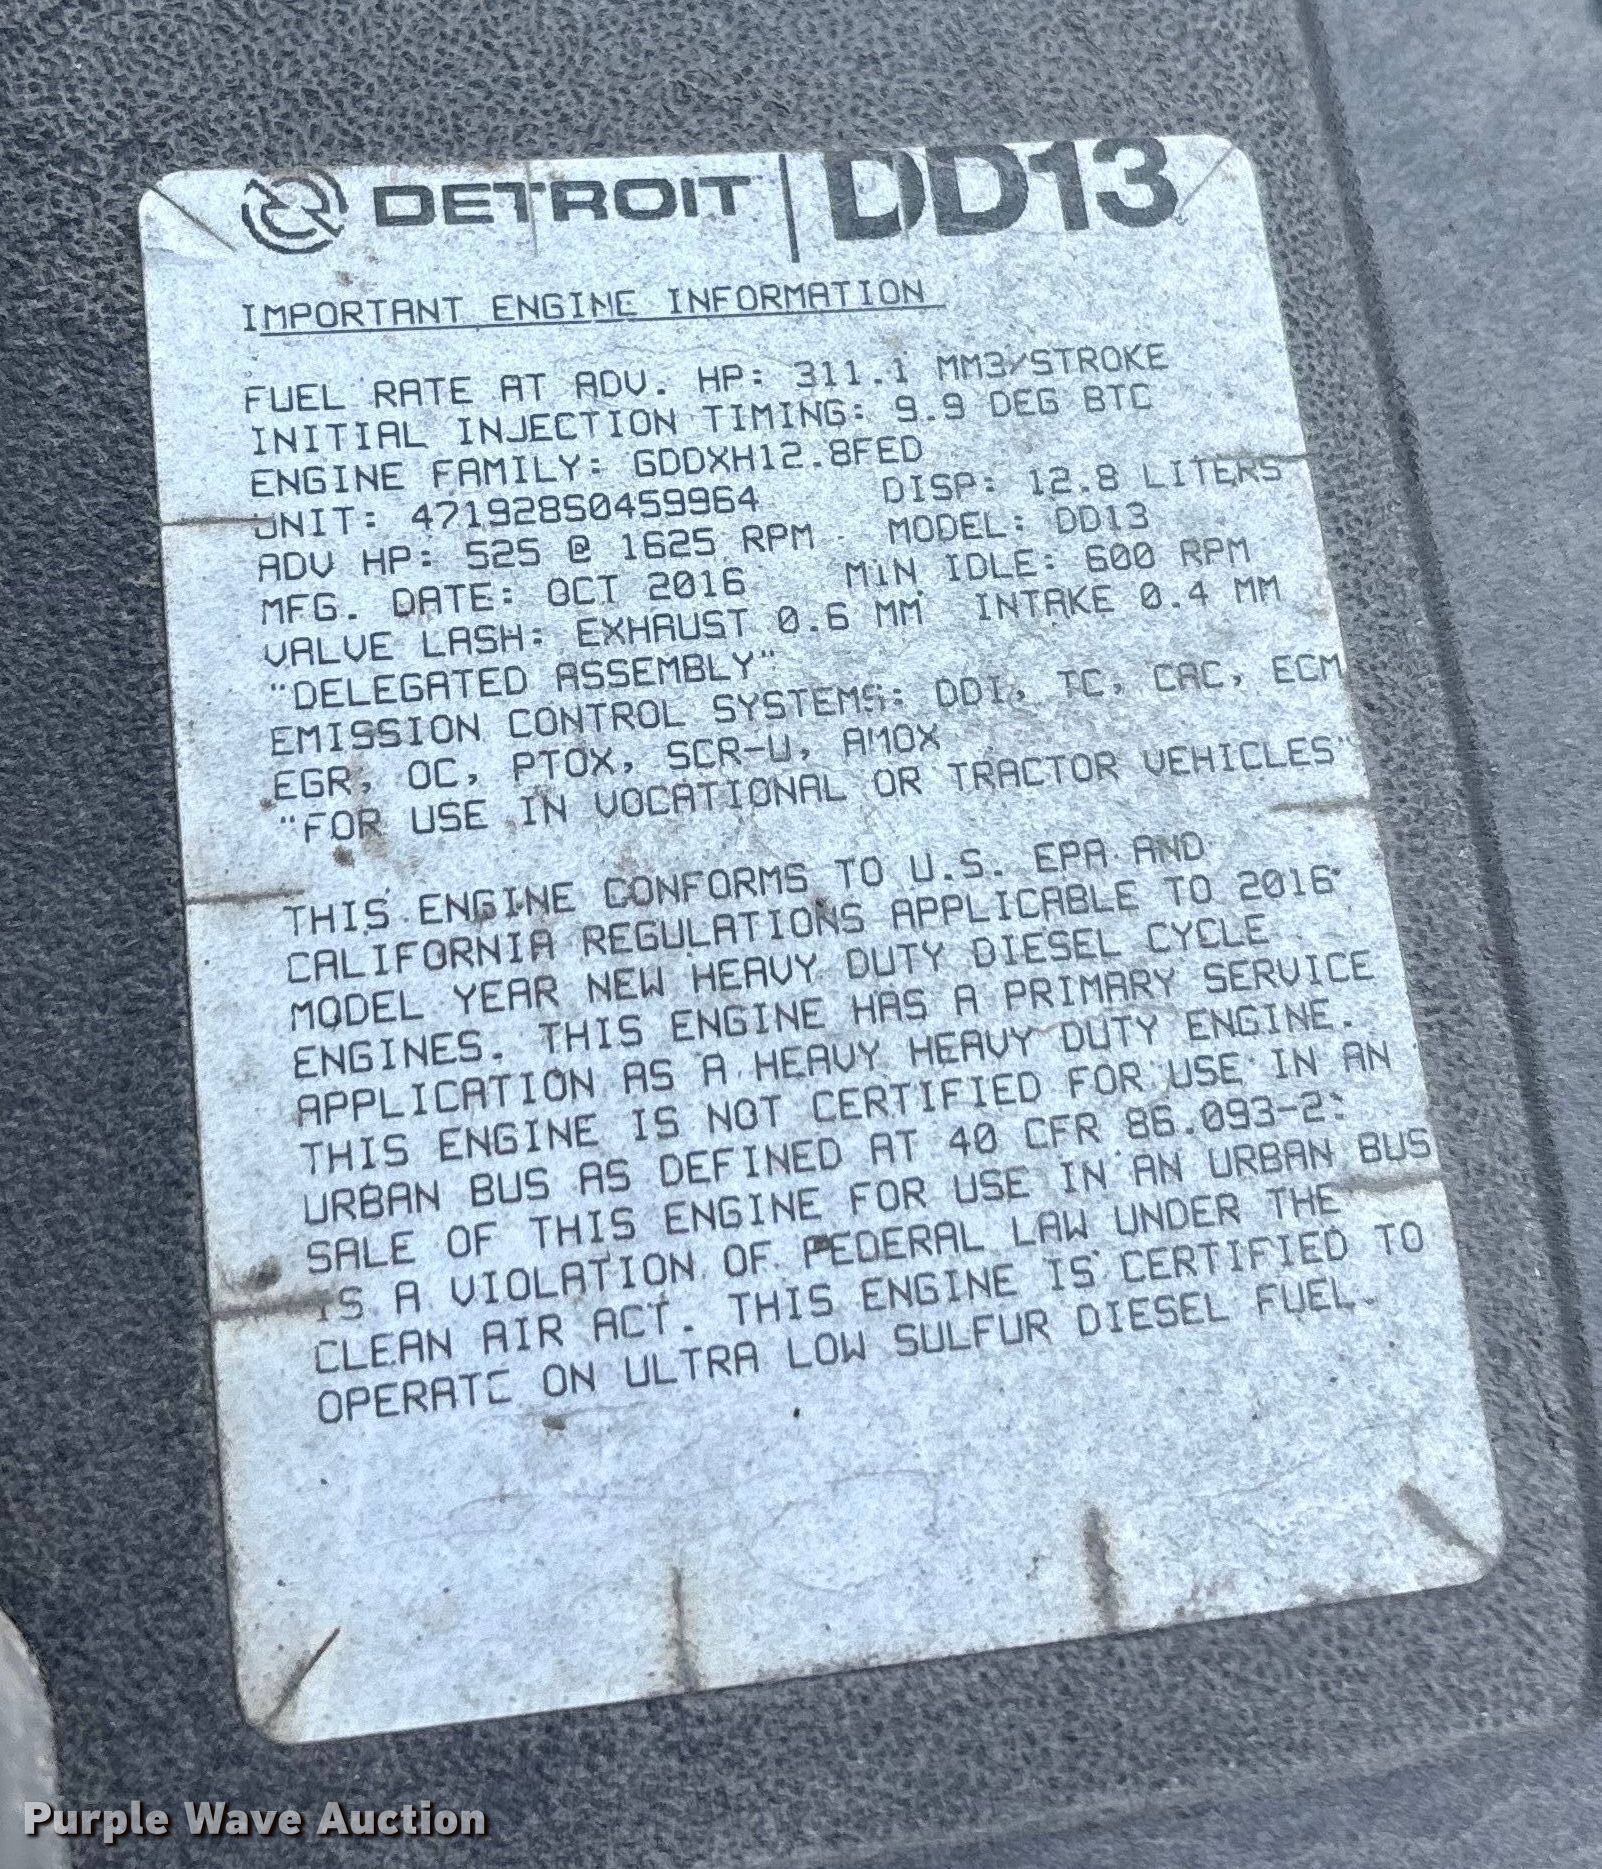 DETROIT | DD13
IMPORTANT ENGINE INFORMATION
FUEL RATE AT ADV. HP: 311.1 MM3/STROKE
INITIAL INJECTION TIMING: 9.9 DEG BTC
ENGINE FAMILY: GDDXH12.8FED
UNIT: 471928S0459964 DISP: 12.8 LITERS
ADV HP: 525 @ 1625 RPM MODEL: DD13
MFG. DATE: OCT 2016 MIN IDLE: 600 RPM
VALVE LASH: EXHAUST 0.6 MM INTAKE 0.4 MM
"DELEGATED ASSEMBLY"
EMISSION CONTROL SYSTEMS: DDI, TC, CAC, ECM
EGR, OC, PTOX, SCR-U, AMOX
"FOR USE IN VOCATIONAL OR TRACTOR VEHICLES"
THIS ENGINE CONFORMS TO U.S. EPA AND
CALIFORNIA REGULATIONS APPLICABLE TO 2016
MODEL YEAR NEW HEAVY DUTY DIESEL CYCLE
ENGINES. THIS ENGINE HAS A PRIMARY SERVICE
APPLICATION AS A HEAVY HEAVY DUTY ENGINE.
THIS ENGINE IS NOT CERTIFIED FOR USE IN AN
URBAN BUS AS DEFINED AT 40 CFR 86.093-2.
SALE OF THIS ENGINE FOR USE IN AN URBAN BUS
IS A VIOLATION OF FEDERAL LAW UNDER THE
CLEAN AIR ACT. THIS ENGINE IS CERTIFIED TO
OPERATE ON ULTRA LOW SULFUR DIESEL FUEL.
Purple Wave Auction